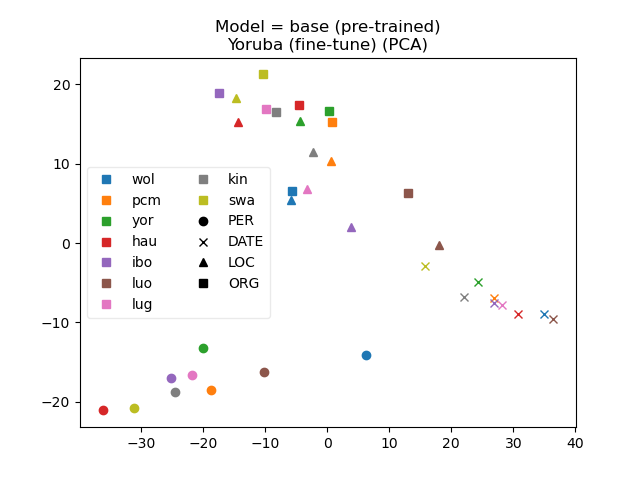 Model = base (pre-trained)
Yoruba (fine-tune) (PCA)
20
10
0
−10
−20
wol
pcm
yor
hau
ibo
luo
lug
kin
swa
PER
DATE
LOC
ORG
−30
−20
−10
0
10
20
30
40